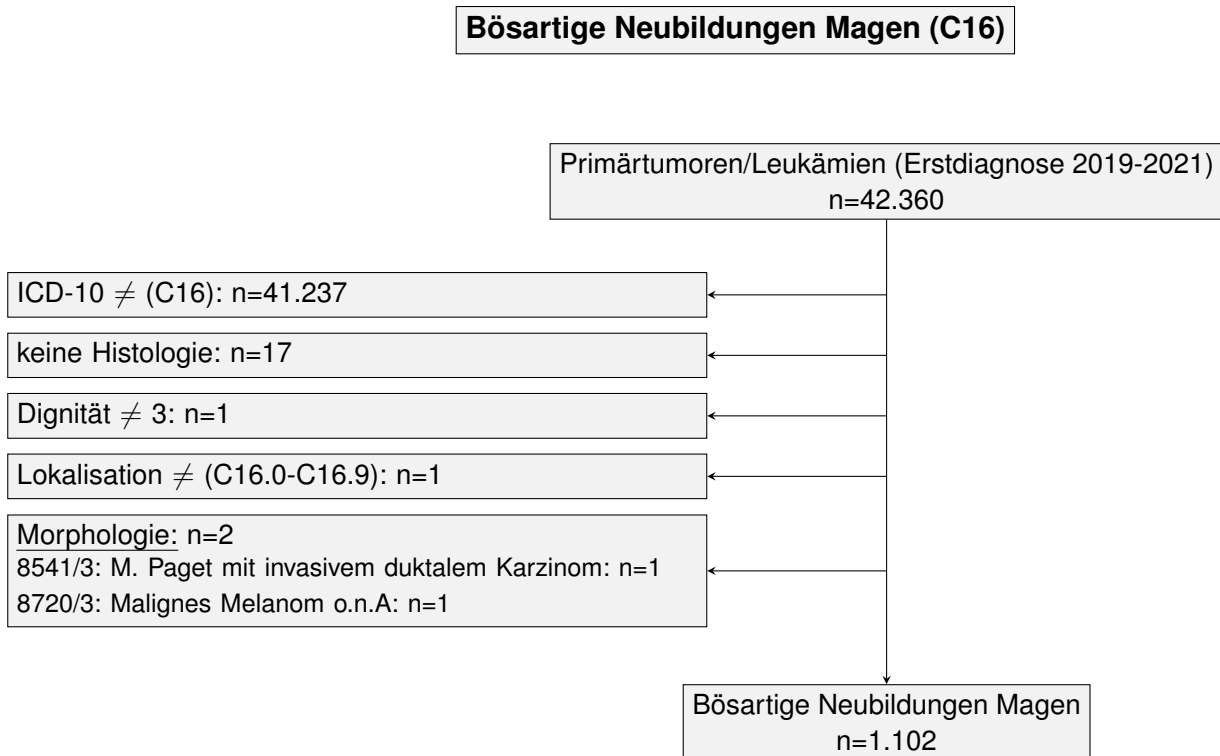 Bösartige Neubildungen Magen (C16)
Primärtumoren/Leukämien (Erstdiagnose 2019-2021)
n=42.360
ICD-10 ≠ (C16): n=41.237
keine Histologie: n=17
Dignität ≠ 3: n=1
Lokalisation ≠ (C16.0-C16.9): n=1
Morphologie: n=2
8541/3: M. Paget mit invasivem duktalem Karzinom: n=1
8720/3: Malignes Melanom o.n.A: n=1
Bösartige Neubildungen Magen
n=1.102